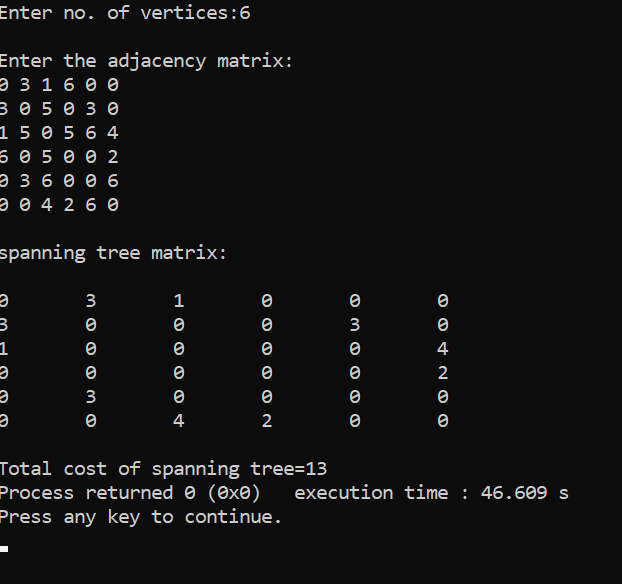 Enter no. of vertices:6
Enter the adjacency matrix:
0 3 1 6 0 0
3 0 5 0 3 0
1 5 0 5 6 4
6 0 5 0 0 2
0 3 6 0 0 6
0 0 4 2 6 0
spanning tree matrix:
0 3 1 0 0 0
3 0 0 0 3 0
1 0 0 0 0 4
0 0 0 0 0 2
0 3 0 0 0 0
0 0 4 2 0 0
Total cost of spanning tree=13
Process returned 0 (0x0)   execution time : 46.609 s
Press any key to continue.